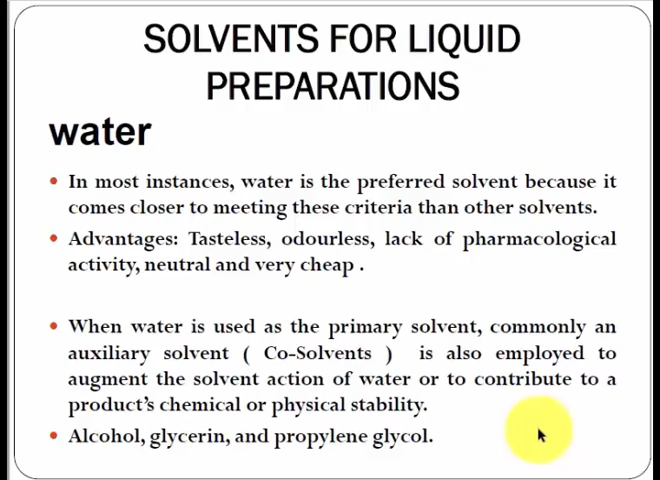 SOLVENTS FOR LIQUID
PREPARATIONS
water
• In most instances, water is the preferred solvent because it
comes closer to meeting these criteria than other solvents.
• Advantages: Tasteless, odourless, lack of pharmacological
activity, neutral and very cheap .
• When water is used as the primary solvent, commonly an
auxiliary solvent ( Co-Solvents ) is also employed to
augment the solvent action of water or to contribute to a
product's chemical or physical stability.
• Alcohol, glycerin, and propylene glycol.